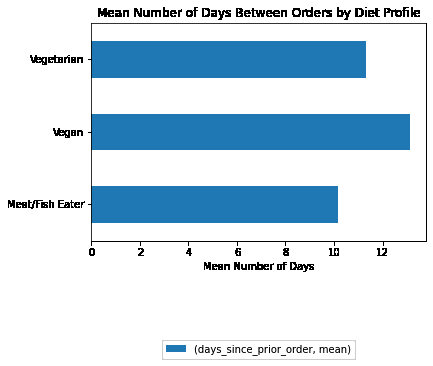 Mean Number of Days Between Orders by Diet Profile
Vegetarian
Vegan
Meat/Fish Eater
0 2 4 6 8 10 12
Mean Number of Days
(days_since_prior_order, mean)